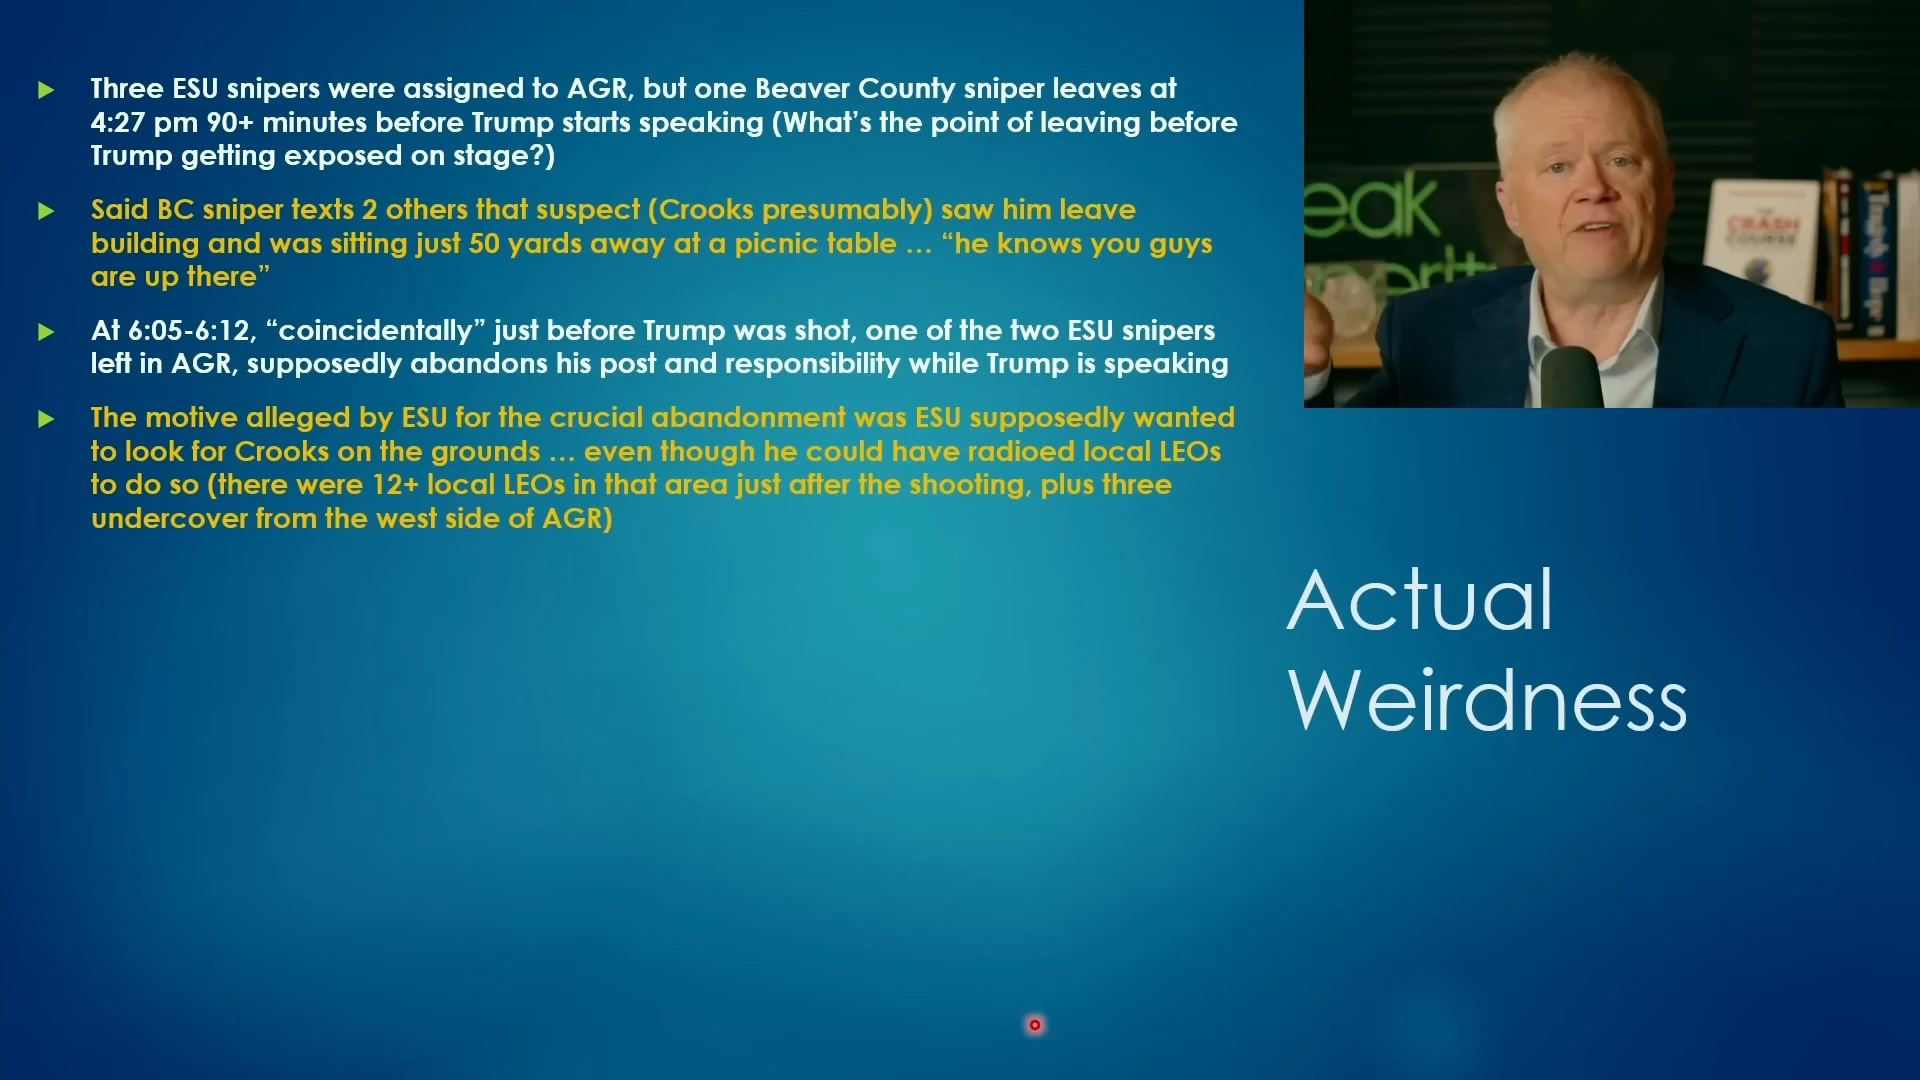 Three ESU snipers were assigned to AGR, but one Beaver County sniper leaves at
4:27 pm 90+ minutes before Trump starts speaking (What’s the point of leaving before
Trump getting exposed on stage?)
Said BC sniper texts 2 others that suspect (Crooks presumably) saw him leave
building and was sitting just 50 yards away at a picnic table … “he knows you guys
are up there”
At 6:05-6:12, “coincidentally” just before Trump was shot, one of the two ESU snipers
left in AGR, supposedly abandons his post and responsibility while Trump is speaking
The motive alleged by ESU for the crucial abandonment was ESU supposedly wanted
to look for Crooks on the grounds … even though he could have radioed local LEOs
to do so (there were 12+ local LEOs in that area just after the shooting, plus three
undercover from the west side of AGR)
eak
CRASH
COURSE
Actual
Weirdness